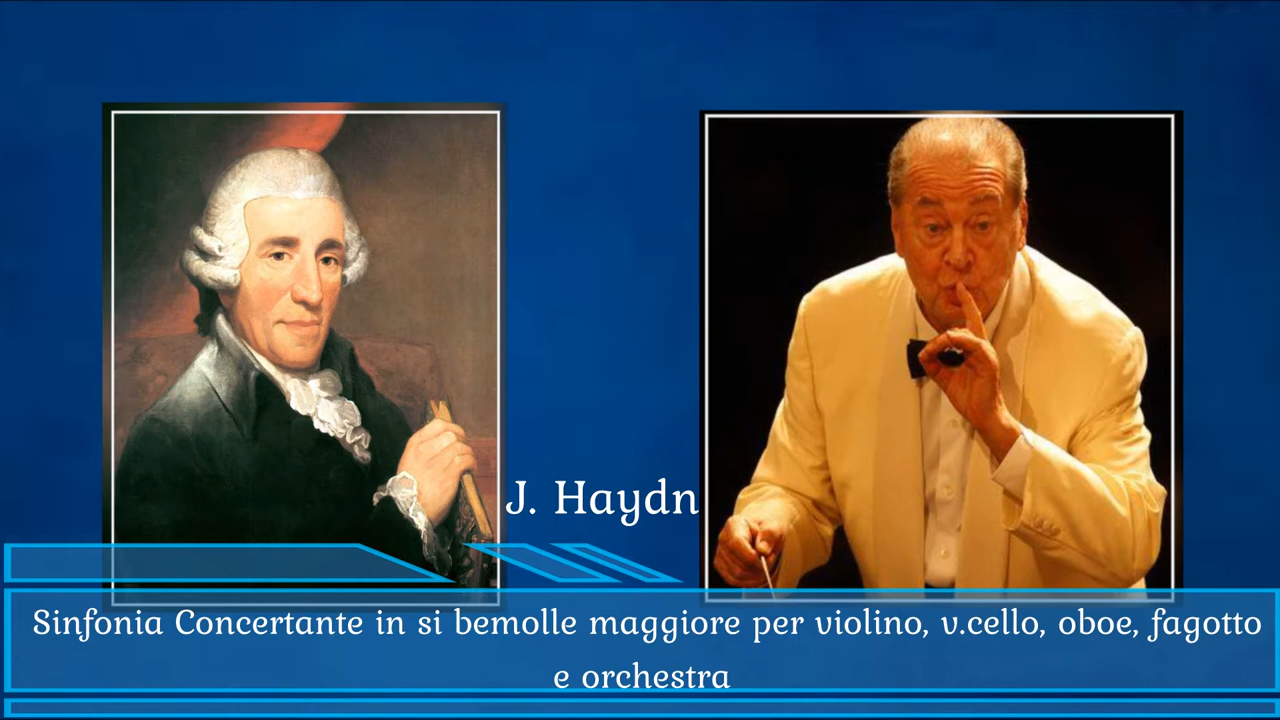 J. Haydn
Sinfonia Concertante in si bemolle maggiore per violino, v.cello, oboe, fagotto
e orchestra